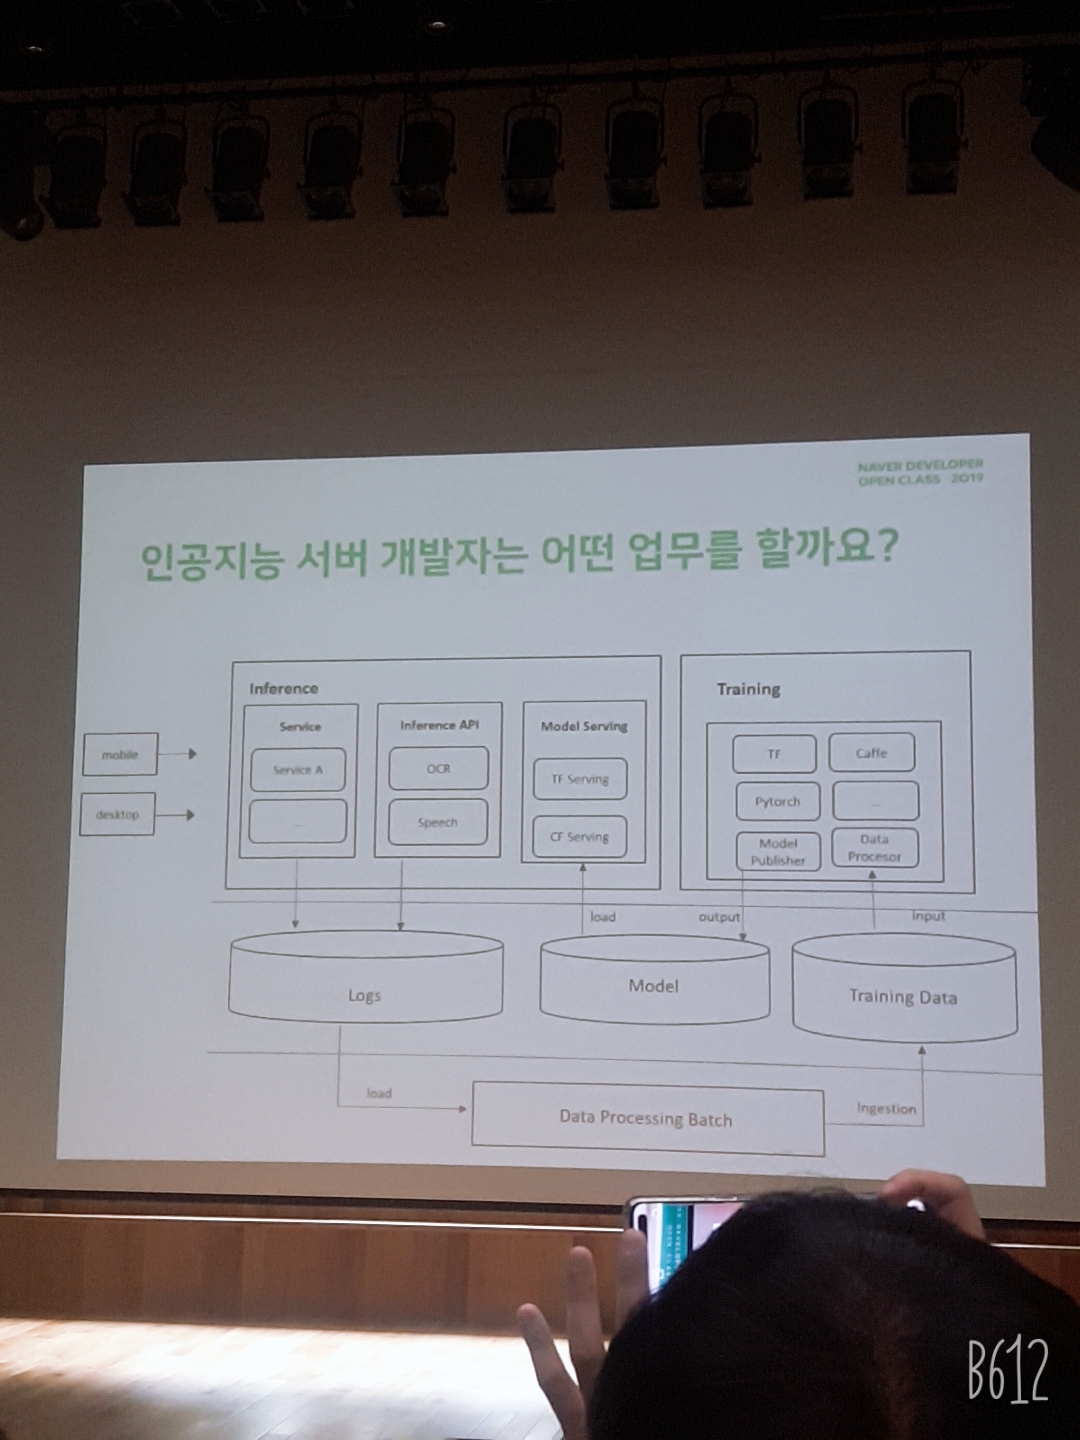 NAVER DEVELOPER
OPEN CLASS 2019
인공지능 서버 개발자는 어떤 업무를 할까요?
mobile
desktop
Inference
Service
Service A
...
Inference API
OCR
Speech
Model Serving
TF Serving
CF Serving
Training
TF
Caffe
Pytorch
...
Model
Publisher
Data
Procesor
load
output
input
Logs
Model
Training Data
load
Data Processing Batch
Ingestion
B612